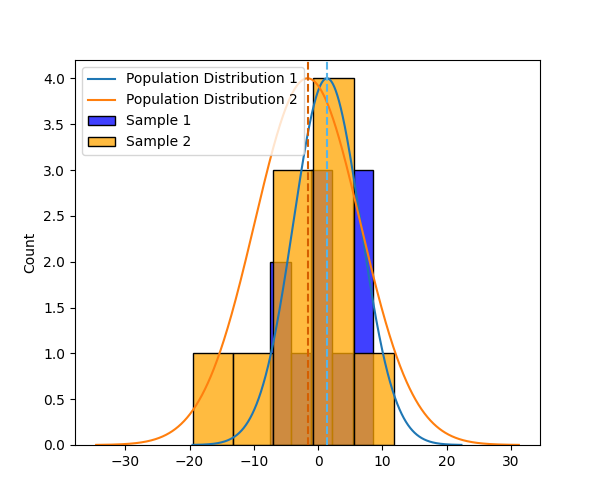 Population Distribution 1
Population Distribution 2
Sample 1
Sample 2
4.0
3.5
3.0
2.5
2.0
1.5
1.0
0.5
0.0
Count
−30 −20 −10 0 10 20 30